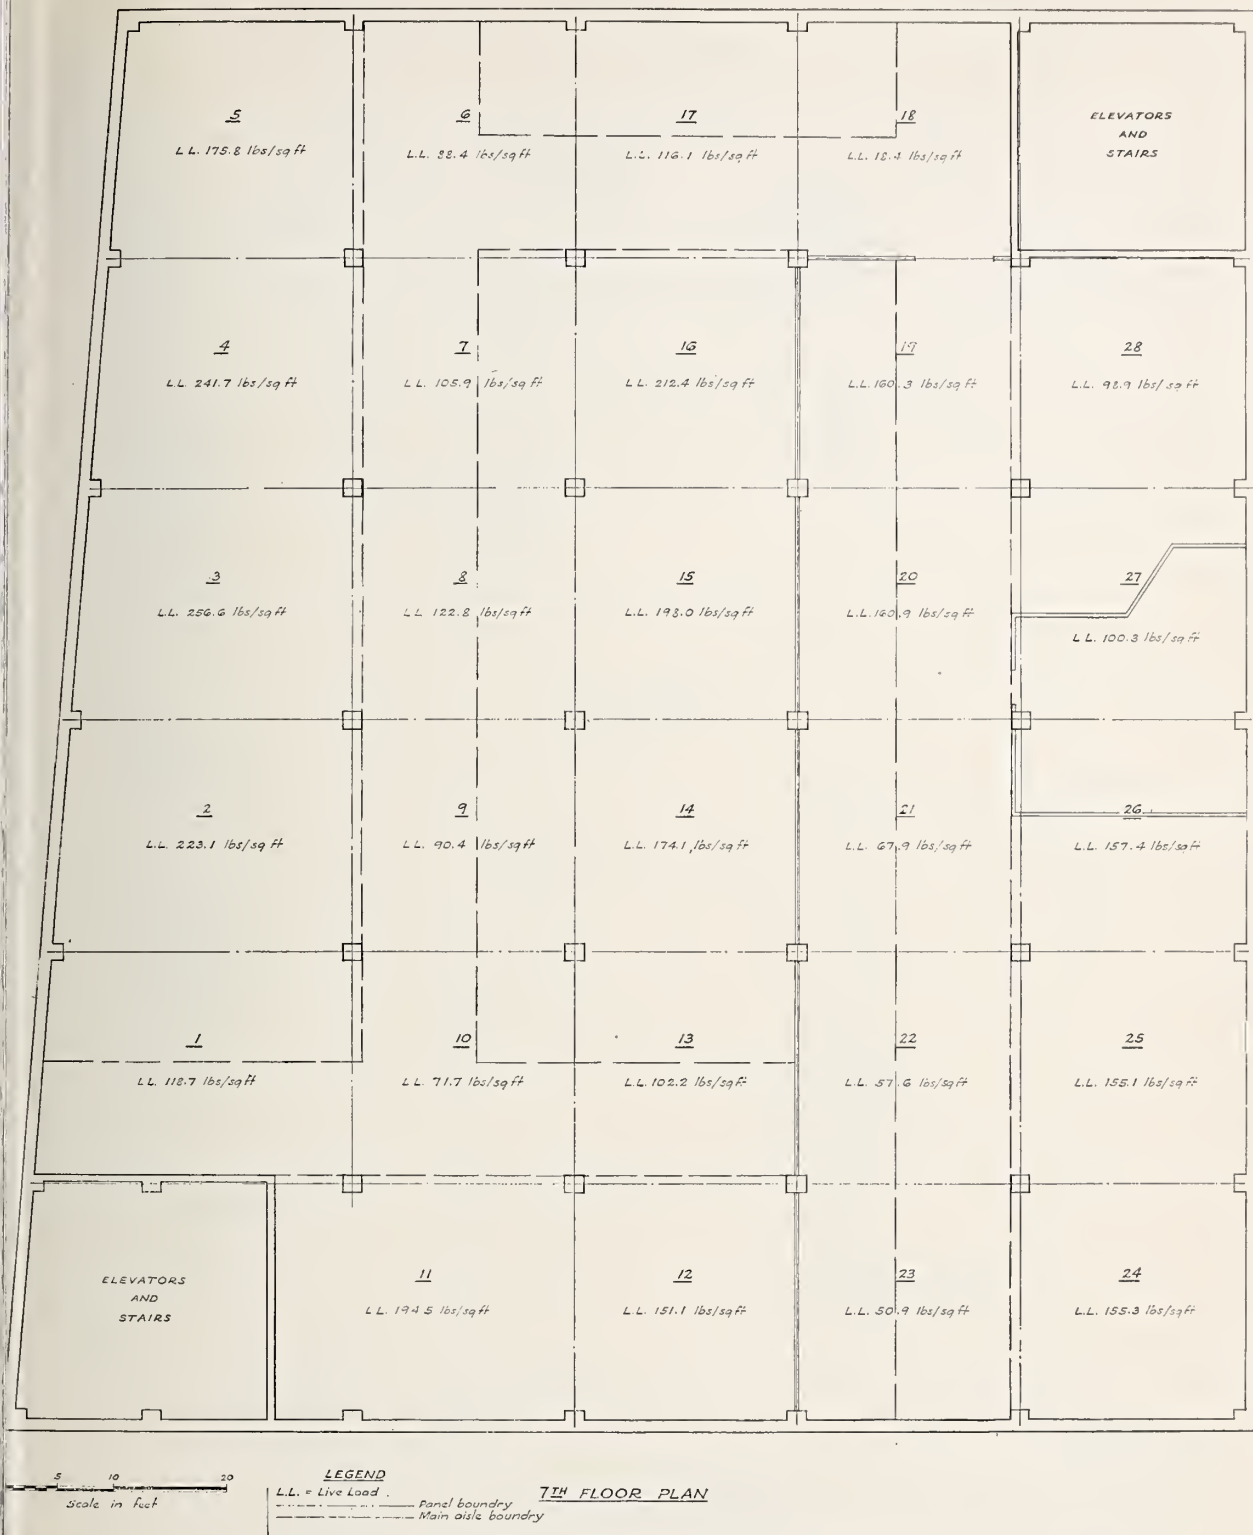 5
L.L. 175.8 lbs/sq ft
6
L.L. 88.4 lbs/sq ft
17
L.L. 116.1 lbs/sq ft
18
L.L. 18.4 lbs/sq ft
ELEVATORS
AND
STAIRS
4
L.L. 241.7 lbs/sq ft
7
L.L. 105.9 lbs/sq ft
16
L.L. 212.4 lbs/sq ft
19
L.L. 160.3 lbs/sq ft
28
L.L. 98.9 lbs/sq ft
3
L.L. 256.6 lbs/sq ft
8
L.L. 122.8 lbs/sq ft
15
L.L. 198.0 lbs/sq ft
20
L.L. 160.9 lbs/sq ft
27
L.L. 100.3 lbs/sq ft
2
L.L. 223.1 lbs/sq ft
9
L.L. 90.4 lbs/sq ft
14
L.L. 174.1 lbs/sq ft
21
L.L. 67.9 lbs/sq ft
26
L.L. 157.4 lbs/sq ft
1
L.L. 118.7 lbs/sq ft
10
L.L. 71.7 lbs/sq ft
13
L.L. 102.2 lbs/sq ft
22
L.L. 57.6 lbs/sq ft
25
L.L. 155.1 lbs/sq ft
ELEVATORS
AND
STAIRS
11
L.L. 194.5 lbs/sq ft
12
L.L. 151.1 lbs/sq ft
23
L.L. 50.9 lbs/sq ft
24
L.L. 155.3 lbs/sq ft
5 10 20
Scale in feet
LEGEND
L.L. = Live Load.
Panel boundry
Main aisle boundry
7TH FLOOR PLAN